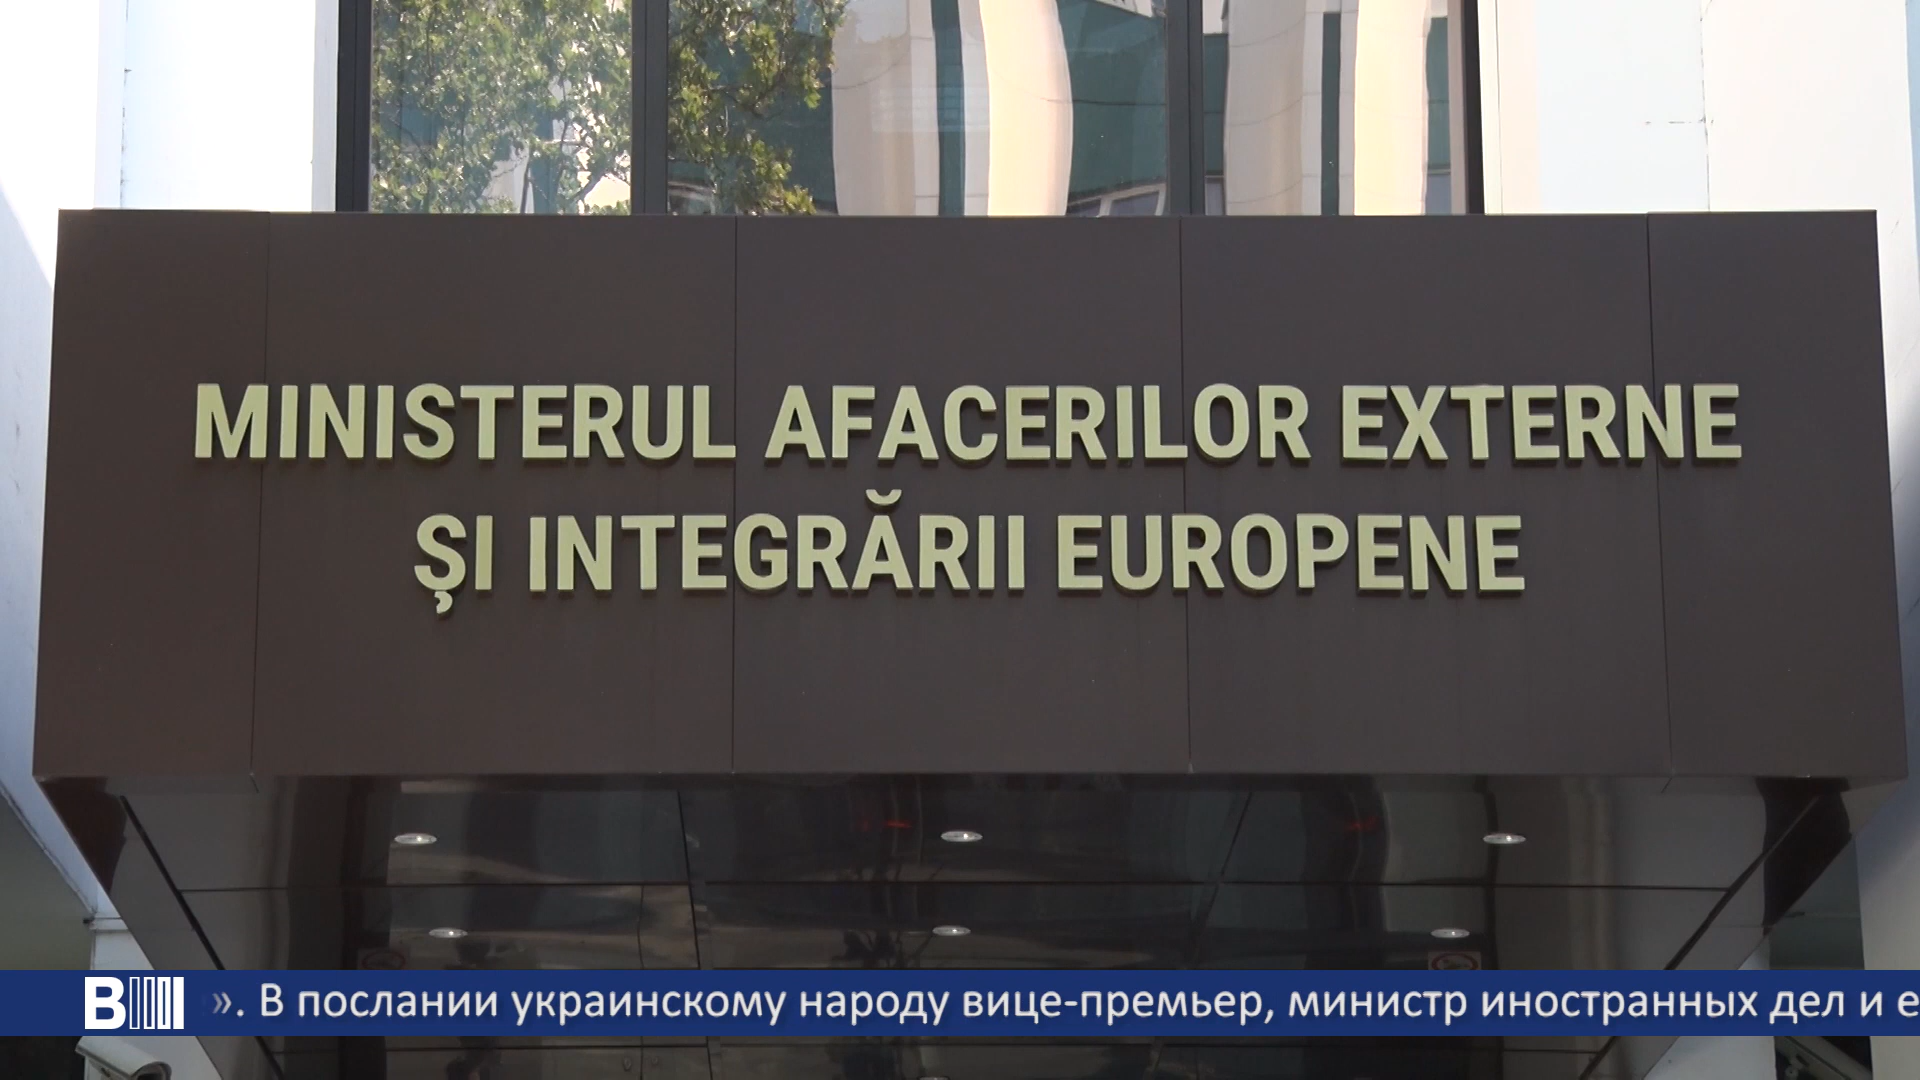 MINISTERUL AFACERILOR EXTERNE
ȘI INTEGRĂRII EUROPENE
». В послании украинскому народу вице-премьер, министр иностранных дел и е